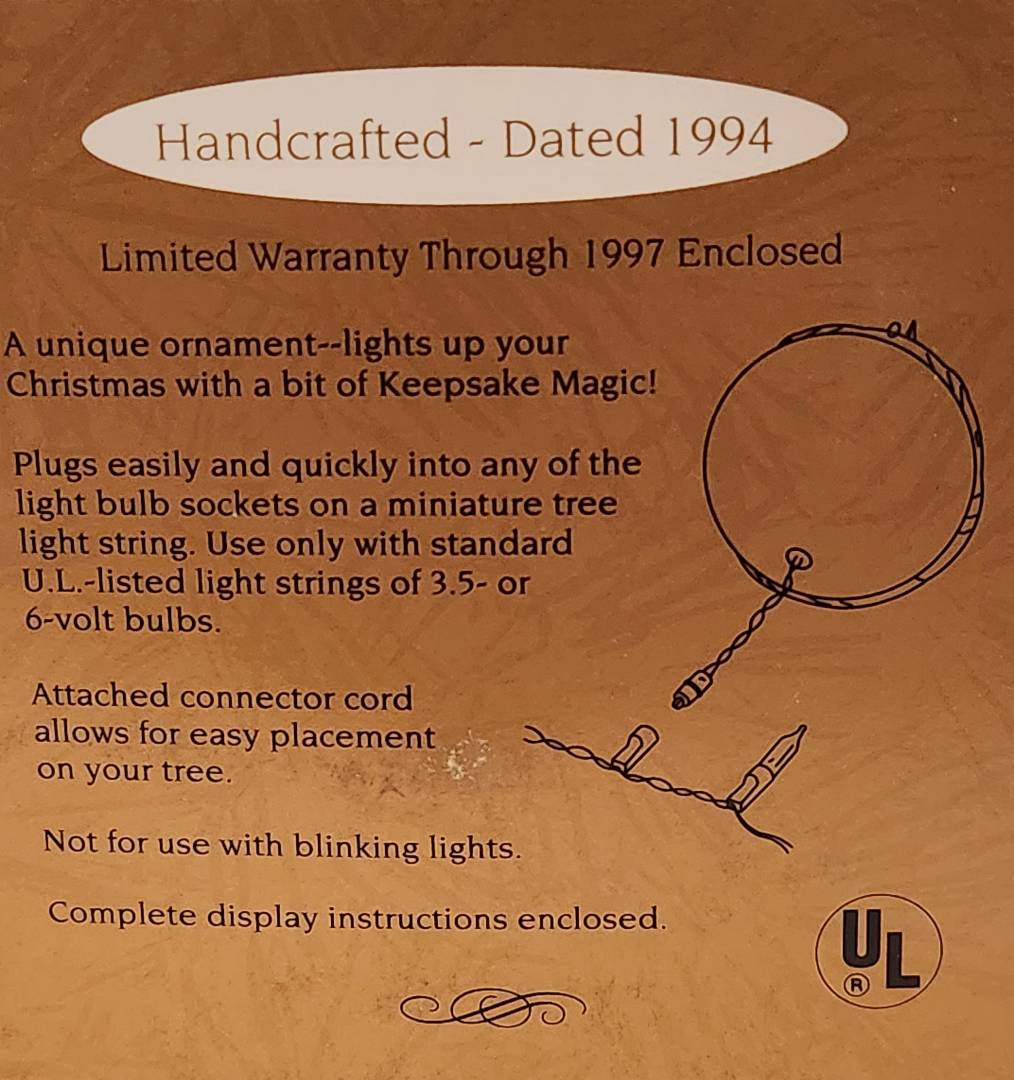 Handcrafted - Dated 1994
Limited Warranty Through 1997 Enclosed
A unique ornament--lights up your
Christmas with a bit of Keepsake Magic!
Plugs easily and quickly into any of the
light bulb sockets on a miniature tree
light string. Use only with standard
U.L.-listed light strings of 3.5- or
6-volt bulbs.
Attached connector cord
allows for easy placement
on your tree.
Not for use with blinking lights.
Complete display instructions enclosed.
UL
®